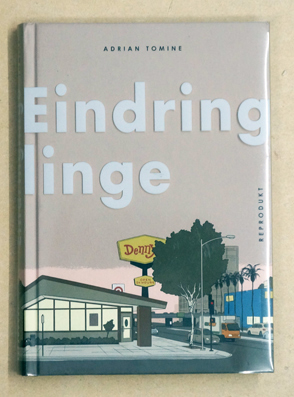 ADRIAN TOMINE
Eindring
linge
REPRODUKT
Denny's